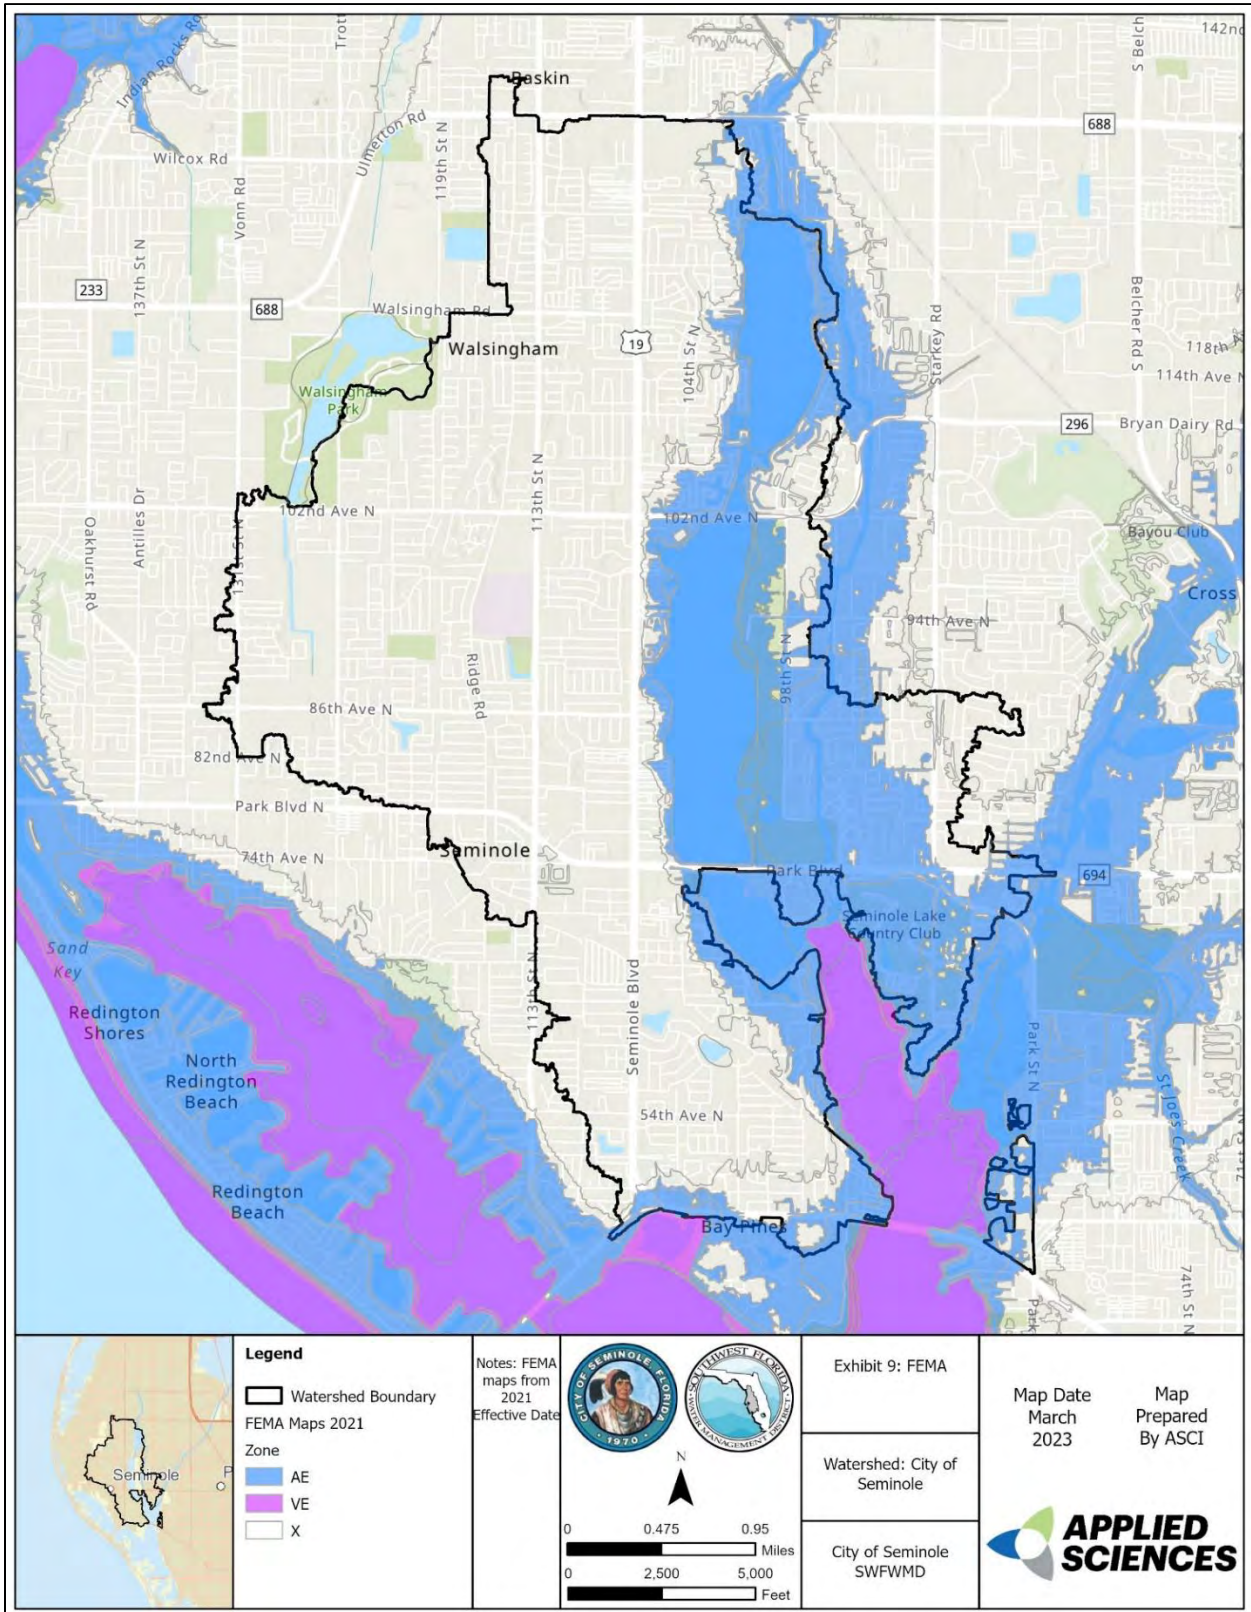 142nd
S Belch
Trott
Indian Rocks Rd
Baskin
Ulmerton Rd
119th St N
688
Wilcox Rd
Vonn Rd
137th St N
233
688
Walsingham Rd
Walsingham
19
104th St N
Starkey Rd
Belcher Rd S
118th A
114th Ave N
Walsingham
Park
296
Bryan Dairy Rd
Oakhurst Rd
Antilles Dr
131st St N
102nd Ave N
113th St N
102nd Ave N
Bayou Club
Cross
94th Ave N
98th St N
Ridge Rd
86th Ave N
82nd Ave N
Park Blvd N
74th Ave N
Seminole
Park Blvd
694
Seminole Lake
Country Club
Sand
Key
Redington
Shores
North
Redington
Beach
113th St N
Seminole Blvd
Park St N
54th Ave N
St Joes Creek
71st St N
Redington
Beach
Bay Pines
74th St N
Park
Seminole
P
Legend
Watershed Boundary
FEMA Maps 2021
Zone
AE
VE
X
Notes: FEMA
maps from
2021
Effective Date
CITY OF SEMINOLE, FLORIDA
• 1970 •
SOUTHWEST FLORIDA
WATER MANAGEMENT DISTRICT
N
0 0.475 0.95
Miles
0 2,500 5,000
Feet
Exhibit 9: FEMA
Watershed: City of
Seminole
City of Seminole
SWFWMD
Map Date
March
2023
Map
Prepared
By ASCI
APPLIED
SCIENCES